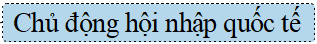 Chủ động hội nhập quốc tế